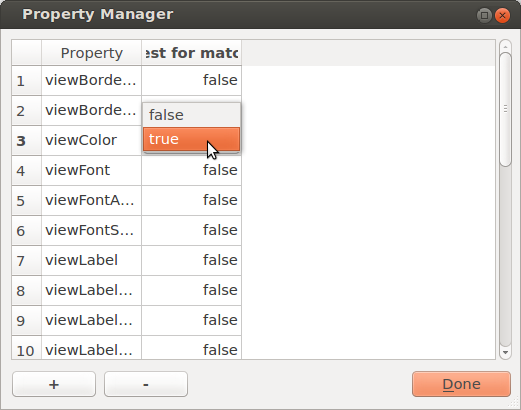 Property Manager
Property est for matc
1 viewBorde... false
2 viewBorde...
false
3 viewColor
true
4 viewFont false
5 viewFontA... false
6 viewFontS... false
7 viewLabel false
8 viewLabel... false
9 viewLabel... false
10 viewLabel... false
+ - Done